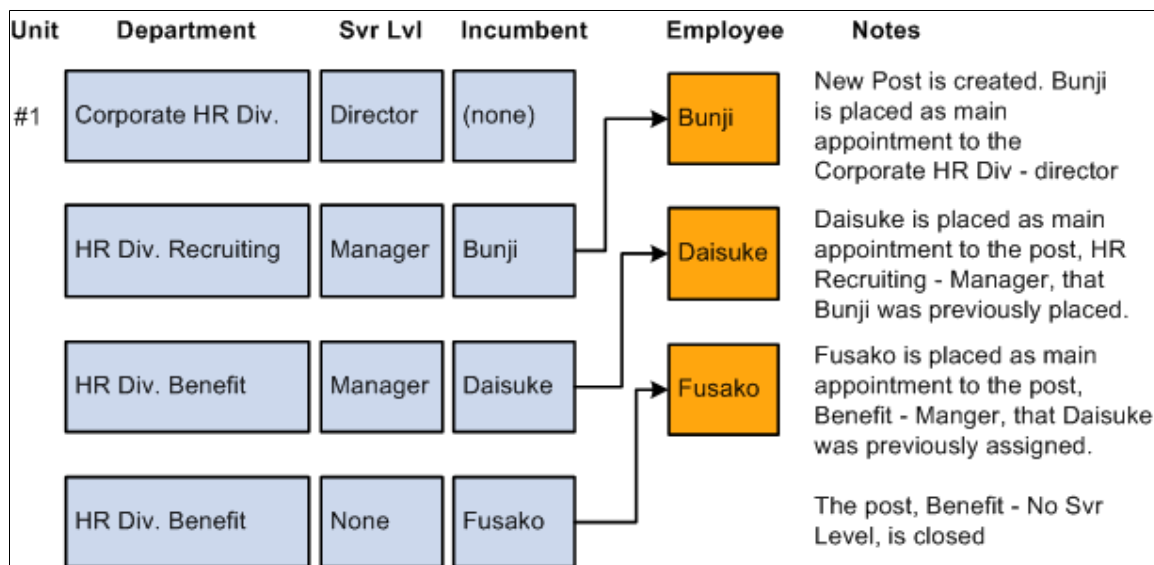 Unit Department Svr Lvl Incumbent Employee Notes
#1 Corporate HR Div. Director (none) Bunji
New Post is created. Bunji
is placed as main
appointment to the
Corporate HR Div - director
HR Div. Recruiting Manager Bunji Daisuke
Daisuke is placed as main
appointment to the post, HR
Recruiting - Manager, that
Bunji was previously placed.
HR Div. Benefit Manager Daisuke Fusako
Fusako is placed as main
appointment to the post,
Benefit - Manger, that Daisuke
was previously assigned.
HR Div. Benefit None Fusako
The post, Benefit - No Svr
Level, is closed